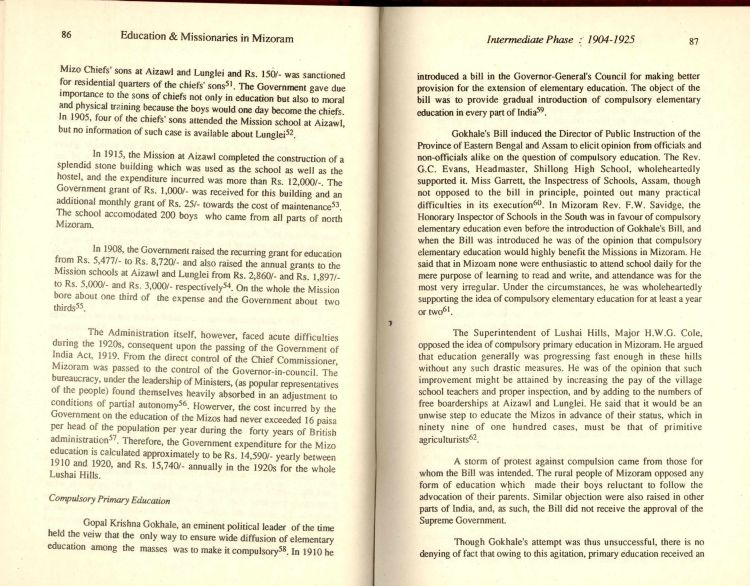 86 Education & Missionaries in Mizoram
Mizo Chiefs' sons at Aizawl and Lunglei and Rs. 150/- was sanctioned
for residential quarters of the chiefs' sons51. The Government gave due
importance to the sons of chiefs not only in education but also to moral
and physical training because the boys would one day become the chiefs.
In 1905, four of the chiefs sons attended the Mission school at Aizawl,
but no information of such case is available about Lunglei52.
In 1915, the Mission at Aizawl completed the construction of a
splendid stone building which was used as the school as well as the
hostel, and the expenditure incurred was more than Rs. 12,000/-. The
Government grant of Rs. 1,000/- was received for this building and an
additional monthly grant of Rs. 25/- towards the cost of maintenance53.
The school accomodated 200 boys who came from all parts of north
Mizoram.
In 1908, the Government raised the recurring grant for education
from Rs. 5,477/- to Rs. 8,720/- and also raised the annual grants to the
Mission schools at Aizawl and Lunglei from Rs. 2,860/- and Rs. 1,897/-
to Rs. 5,000/- and Rs. 3,000/- respectively54. On the whole the Mission
bore about one third of the expense and the Government about two
thirds55.
The Administration itself, however, faced acute difficulties
during the 1920s, consequent upon the passing of the Government of
India Act, 1919. From the direct control of the Chief Commissioner,
Mizoram was passed to the control of the Governor-in-council. The
bureaucracy, under the leadership of Ministers, (as popular representatives
of the people) found themselves heavily absorbed in an adjustment to
conditions of partial autonomy56. Howerver, the cost incurred by the
Government on the education of the Mizos had never exceeded 16 paisa
per head of the population per year during the forty years of British
administration57. Therefore, the Government expenditure for the Mizo
education is calculated approximately to be Rs. 14,590/- yearly between
1910 and 1920, and Rs. 15,740/- annually in the 1920s for the whole
Lushai Hills.
Compulsory Primary Education
Gopal Krishna Gokhale, an eminent political leader of the time
held the veiw that the only way to ensure wide diffusion of elementary
education among the masses was to make it compulsory58. In 1910 he
Intermediate Phase : 1904-1925 87
introduced a bill in the Governor-General's Council for making better
provision for the extension of elementary education. The object of the
bill was to provide gradual introduction of compulsory elementary
education in every part of India59.
Gokhale's Bill induced the Director of Public Instruction of the
Province of Eastern Bengal and Assam to elicit opinion from officials and
non-officials alike on the question of compulsory education. The Rev.
G.C. Evans, Headmaster, Shillong High School, wholeheartedly
supported it. Miss Garrett, the Inspectress of Schools, Assam, though
not opposed to the bill in principle, pointed out many practical
difficulties in its execution60. In Mizoram Rev. F.W. Savidge, the
Honorary Inspector of Schools in the South was in favour of compulsory
elementary education even before the introduction of Gokhale's Bill, and
when the Bill was introduced he was of the opinion that compulsory
elementary education would highly benefit the Missions in Mizoram. He
said that in Mizoam none were enthusiastic to attend school daily for the
mere purpose of learning to read and write, and attendance was for the
most very irregular. Under the circumstances, he was wholeheartedly
supporting the idea of compulsory elementary education for at least a year
or two61.
The Superintendent of Lushai Hills, Major H.W.G. Cole,
opposed the idea of compulsory primary education in Mizoram. He argued
that education generally was progressing fast enough in these hills
without any such drastic measures. He was of the opinion that such
improvement might be attained by increasing the pay of the village
school teachers and proper inspection, and by adding to the numbers of
free boarderships at Aizawl and Lunglei. He said that it would be an
unwise step to educate the Mizos in advance of their status, which in
ninety nine of one hundred cases, must be that of primitive
agriculturists62.
A storm of protest against compulsion came from those for
whom the Bill was intended. The rural people of Mizoram opposed any
form of education which made their boys reluctant to follow the
advocation of their parents. Similar objection were also raised in other
parts of India, and, as such, the Bill did not receive the approval of the
Supreme Government.
Though Gokhale's attempt was thus unsuccessful, there is no
denying of fact that owing to this agitation, primary education received an